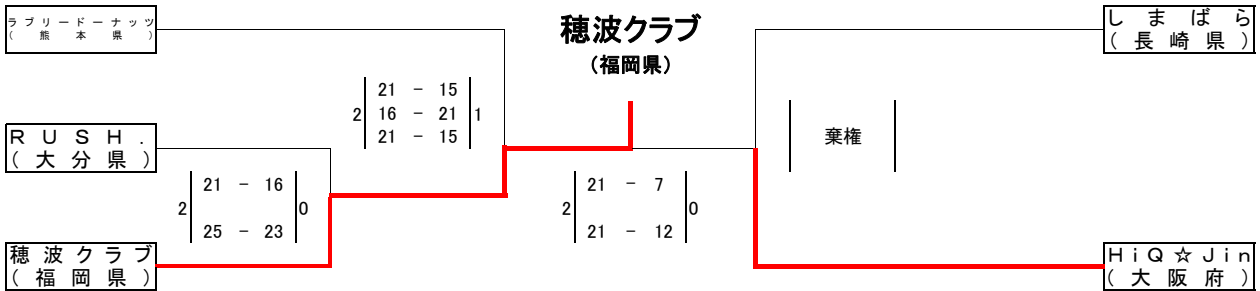 ラブリードーナッツ
(熊本県)
RUSH.
(大分県)
穂波クラブ
(福岡県)
2 21 - 16 0
25 - 23
2 21 - 15 1
16 - 21
21 - 15
穂波クラブ
(福岡県)
2 21 - 7 0
21 - 12
棄権
しまばら
(長崎県)
HiQ☆Jin
(大阪府)